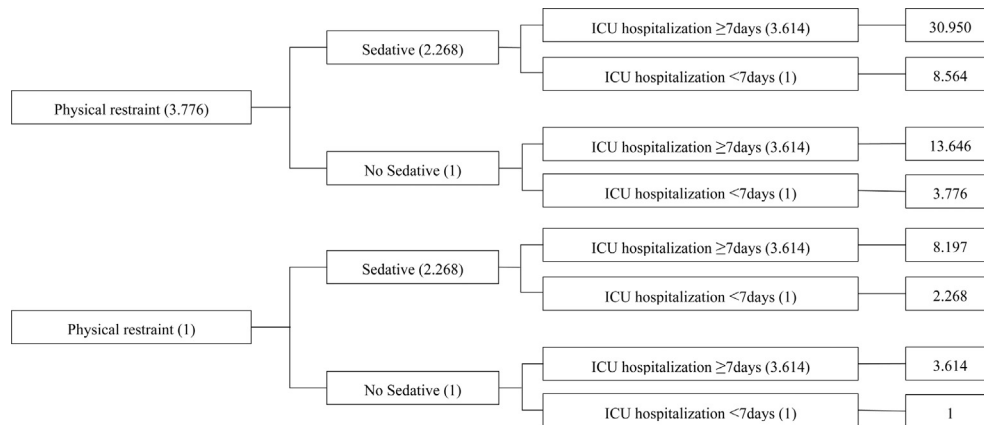 ICU hospitalization ≥7days (3.614)
30.950
Sedative (2.268)
ICU hospitalization <7days (1)
8.564
Physical restraint (3.776)
ICU hospitalization ≥7days (3.614)
13.646
No Sedative (1)
ICU hospitalization <7days (1)
3.776
ICU hospitalization ≥7days (3.614)
8.197
Sedative (2.268)
ICU hospitalization <7days (1)
2.268
Physical restraint (1)
ICU hospitalization ≥7days (3.614)
3.614
No Sedative (1)
ICU hospitalization <7days (1)
1